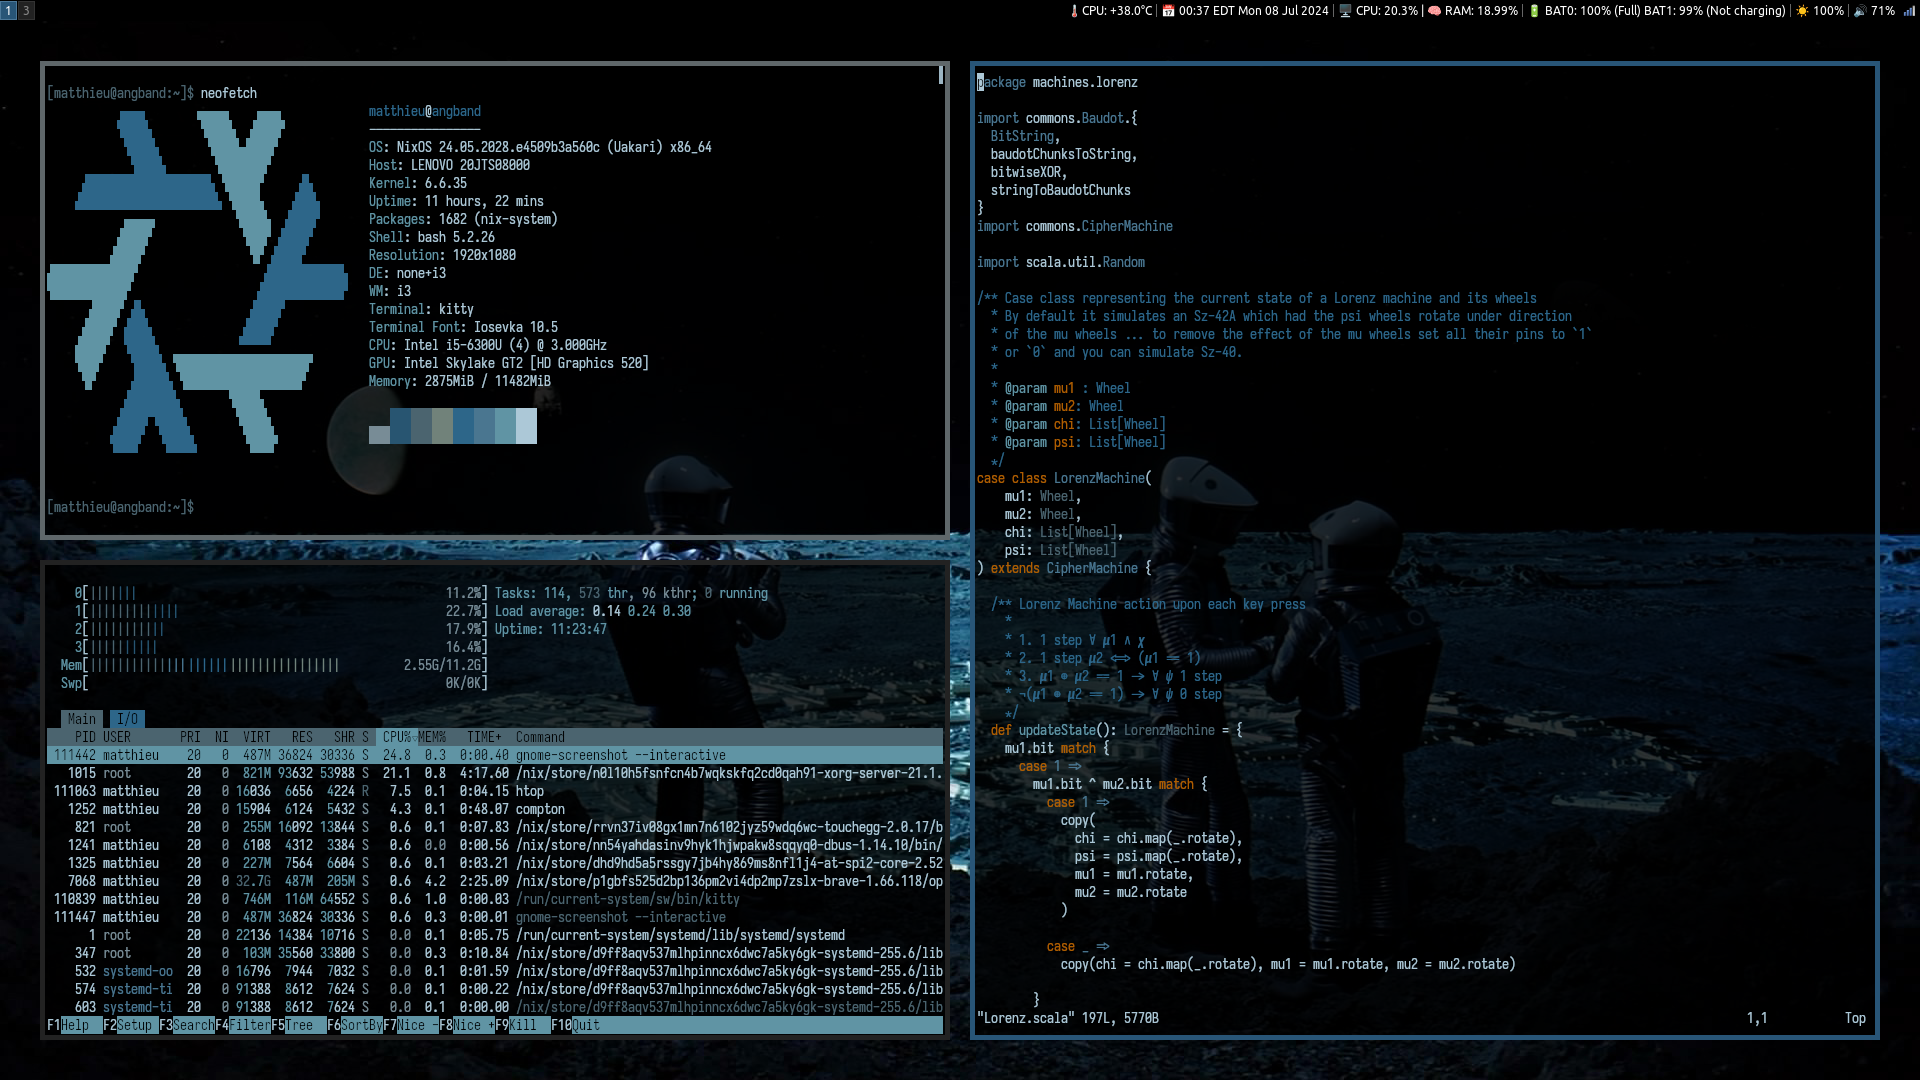 1 3
CPU: +38.0°C | 00:37 EDT Mon 08 Jul 2024 | CPU: 20.3% | RAM: 18.99% | BAT0: 100% (Full) BAT1: 99% (Not charging) | 100% | 71%
[matthieu@angband:~]$ neofetch
matthieu@angband
----------------
OS: NixOS 24.05.2028.e4509b3a560c (Uakari) x86_64
Host: LENOVO 20JTS08000
Kernel: 6.6.35
Uptime: 11 hours, 22 mins
Packages: 1682 (nix-system)
Shell: bash 5.2.26
Resolution: 1920x1080
DE: none+i3
WM: i3
Terminal: kitty
Terminal Font: Iosevka 10.5
CPU: Intel i5-6300U (4) @ 3.000GHz
GPU: Intel Skylake GT2 [HD Graphics 520]
Memory: 2875MiB / 11482MiB
[matthieu@angband:~]$
0[||||||| 11.2%] Tasks: 114, 573 thr, 96 kthr; 0 running
1[||||||||||||| 22.7%] Load average: 0.14 0.24 0.30
2[||||||||||| 17.9%] Uptime: 11:23:47
3[|||||||||| 16.4%]
Mem[|||||||||||||||||||||||||||||||||||| 2.55G/11.2G]
Swp[ 0K/0K]
Main I/O
PID USER PRI NI VIRT RES SHR S CPU%▽MEM% TIME+ Command
111442 matthieu 20 0 487M 36824 30336 S 24.8 0.3 0:00.40 gnome-screenshot --interactive
1015 root 20 0 821M 93632 53988 S 21.1 0.8 4:17.60 /nix/store/n0l10h5fsnfcn4b7wqkskfq2cd0qah91-xorg-server-21.1.
111063 matthieu 20 0 16036 6656 4224 R 7.5 0.1 0:04.15 htop
1252 matthieu 20 0 15904 6124 5432 S 4.3 0.1 0:48.07 compton
821 root 20 0 255M 16092 13844 S 0.6 0.1 0:07.83 /nix/store/rrvn37iv08gx1mn7n6102jyz59wdq6wc-touchegg-2.0.17/b
1241 matthieu 20 0 6108 4312 3384 S 0.6 0.0 0:00.56 /nix/store/nn54yahdasinv9hyk1hjwpakw8sqqyq0-dbus-1.14.10/bin/
1325 matthieu 20 0 227M 7564 6604 S 0.6 0.1 0:03.21 /nix/store/dhd9hd5a5rssgy7jb4hy869ms8nfl1j4-at-spi2-core-2.52
7068 matthieu 20 0 32.7G 487M 205M S 0.6 4.2 2:25.09 /nix/store/p1gbfs525d2bp136pm2vi4dp2mp7zslx-brave-1.66.118/op
110839 matthieu 20 0 746M 116M 64552 S 0.6 1.0 0:00.03 /run/current-system/sw/bin/kitty
111447 matthieu 20 0 487M 36824 30336 S 0.6 0.3 0:00.01 gnome-screenshot --interactive
1 root 20 0 22136 14384 10716 S 0.0 0.1 0:05.75 /run/current-system/systemd/lib/systemd/systemd
347 root 20 0 103M 35560 33800 S 0.0 0.3 0:10.84 /nix/store/d9ff8aqv537mlhpinncx6dwc7a5ky6gk-systemd-255.6/lib
532 systemd-oo 20 0 16796 7944 7032 S 0.0 0.1 0:01.59 /nix/store/d9ff8aqv537mlhpinncx6dwc7a5ky6gk-systemd-255.6/lib
574 systemd-ti 20 0 91388 8612 7624 S 0.0 0.1 0:00.22 /nix/store/d9ff8aqv537mlhpinncx6dwc7a5ky6gk-systemd-255.6/lib
603 systemd-ti 20 0 91388 8612 7624 S 0.0 0.1 0:00.00 /nix/store/d9ff8aqv537mlhpinncx6dwc7a5ky6gk-systemd-255.6/lib
F1Help F2Setup F3SearchF4FilterF5Tree F6SortByF7Nice -F8Nice +F9Kill F10Quit
package machines.lorenz
import commons.Baudot.{
BitString,
baudotChunksToString,
bitwiseXOR,
stringToBaudotChunks
}
import commons.CipherMachine
import scala.util.Random
/** Case class representing the current state of a Lorenz machine and its wheels
* By default it simulates an Sz-42A which had the psi wheels rotate under direction
* of the mu wheels ... to remove the effect of the mu wheels set all their pins to `1`
* or `0` and you can simulate Sz-40.
*
* @param mu1 : Wheel
* @param mu2: Wheel
* @param chi: List[Wheel]
* @param psi: List[Wheel]
*/
case class LorenzMachine(
mu1: Wheel,
mu2: Wheel,
chi: List[Wheel],
psi: List[Wheel]
) extends CipherMachine {
/** Lorenz Machine action upon each key press
*
* 1. 1 step ∀ μ1 ∧ χ
* 2. 1 step μ2 <=> (μ1 == 1)
* 3. μ1 ⊕ μ2 == 1 -> ∀ ψ 1 step
* ¬(μ1 ⊕ μ2 == 1) -> ∀ ψ 0 step
*/
def updateState(): LorenzMachine = {
mu1.bit match {
case 1 =>
mu1.bit ^ mu2.bit match {
case 1 =>
copy(
chi = chi.map(_.rotate),
psi = psi.map(_.rotate),
mu1 = mu1.rotate,
mu2 = mu2.rotate
)
case _ =>
copy(chi = chi.map(_.rotate), mu1 = mu1.rotate, mu2 = mu2.rotate)
}
"Lorenz.scala" 197L, 5770B 1,1 Top